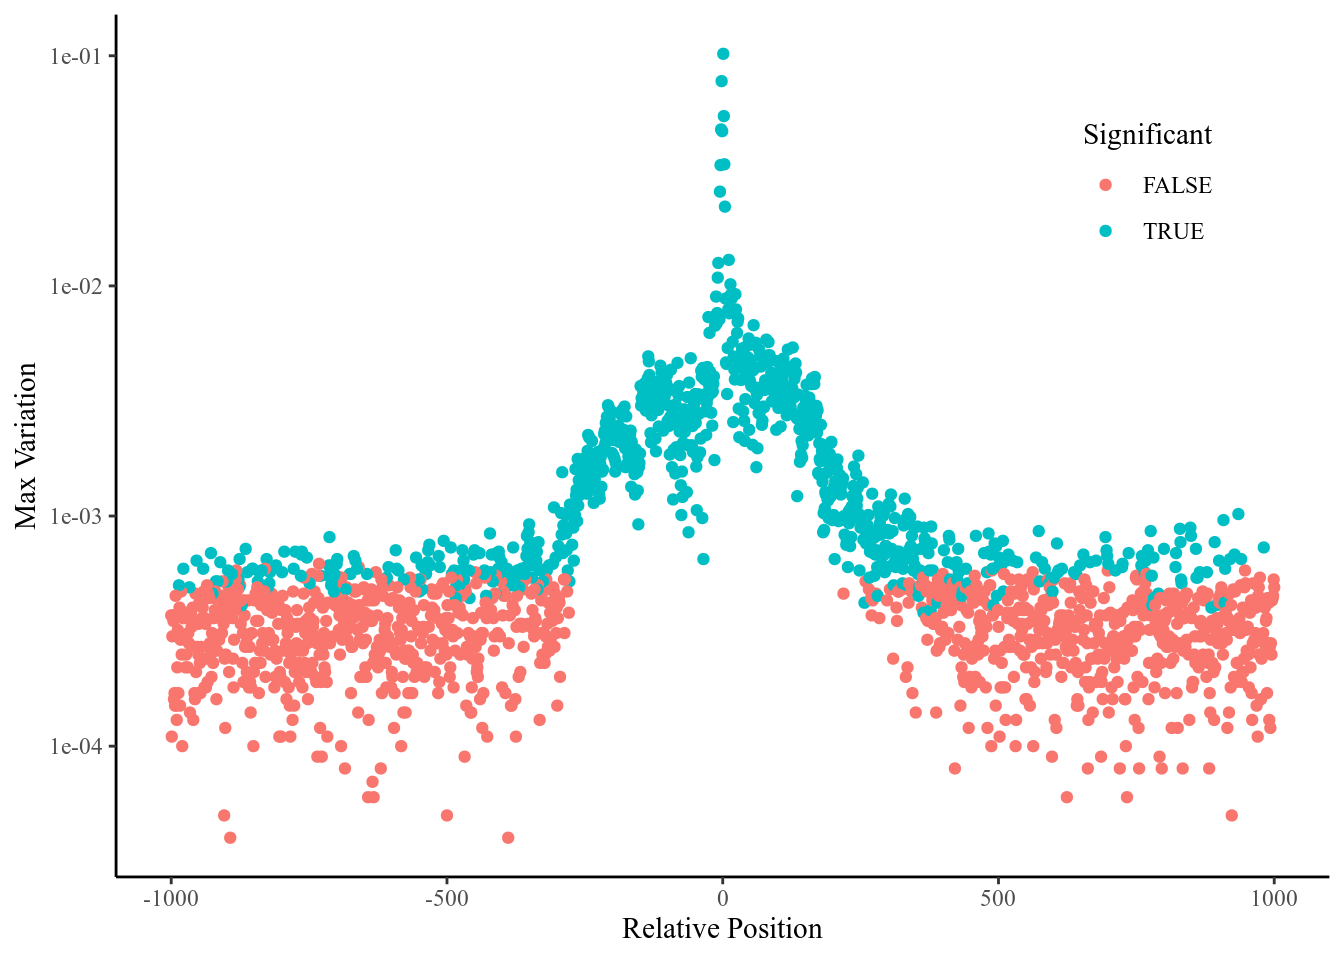 1e-01
1e-02
1e-03
1e-04
Max Variation
Significant
FALSE
TRUE
-1000
-500
0
500
1000
Relative Position